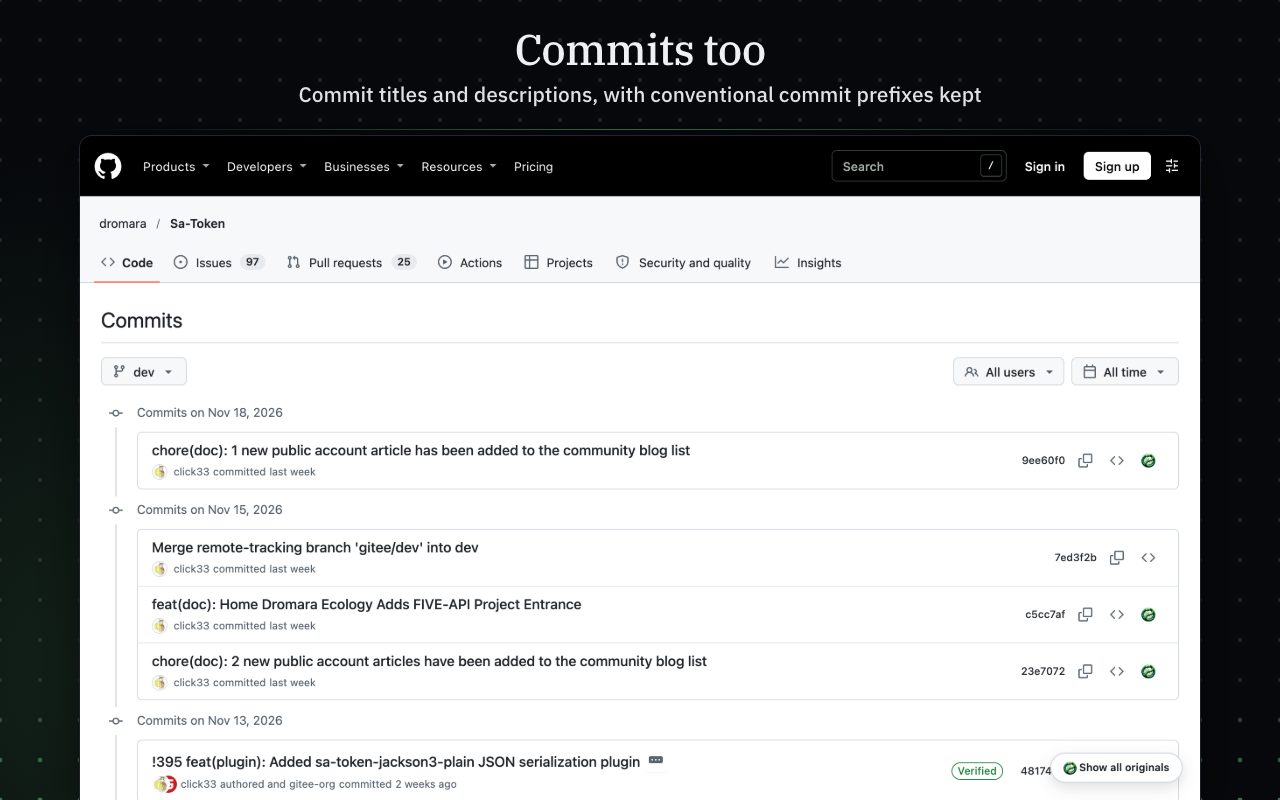 Commits too
Commit titles and descriptions, with conventional commit prefixes kept
Products Developers Businesses Resources Pricing Search / Sign in Sign up
dromara / Sa-Token
Code Issues 97 Pull requests 25 Actions Projects Security and quality Insights
Commits
dev All users All time
Commits on Nov 18, 2026
chore(doc): 1 new public account article has been added to the community blog list
click33 committed last week
9ee60f0
Commits on Nov 15, 2026
Merge remote-tracking branch 'gitee/dev' into dev
click33 committed last week
7ed3f2b
feat(doc): Home Dromara Ecology Adds FIVE-API Project Entrance
click33 committed last week
c5cc7af
chore(doc): 2 new public account articles have been added to the community blog list
click33 committed last week
23e7072
Commits on Nov 13, 2026
!395 feat(plugin): Added sa-token-jackson3-plain JSON serialization plugin
click33 authored and gitee-org committed 2 weeks ago
Verified 48174
Show all originals